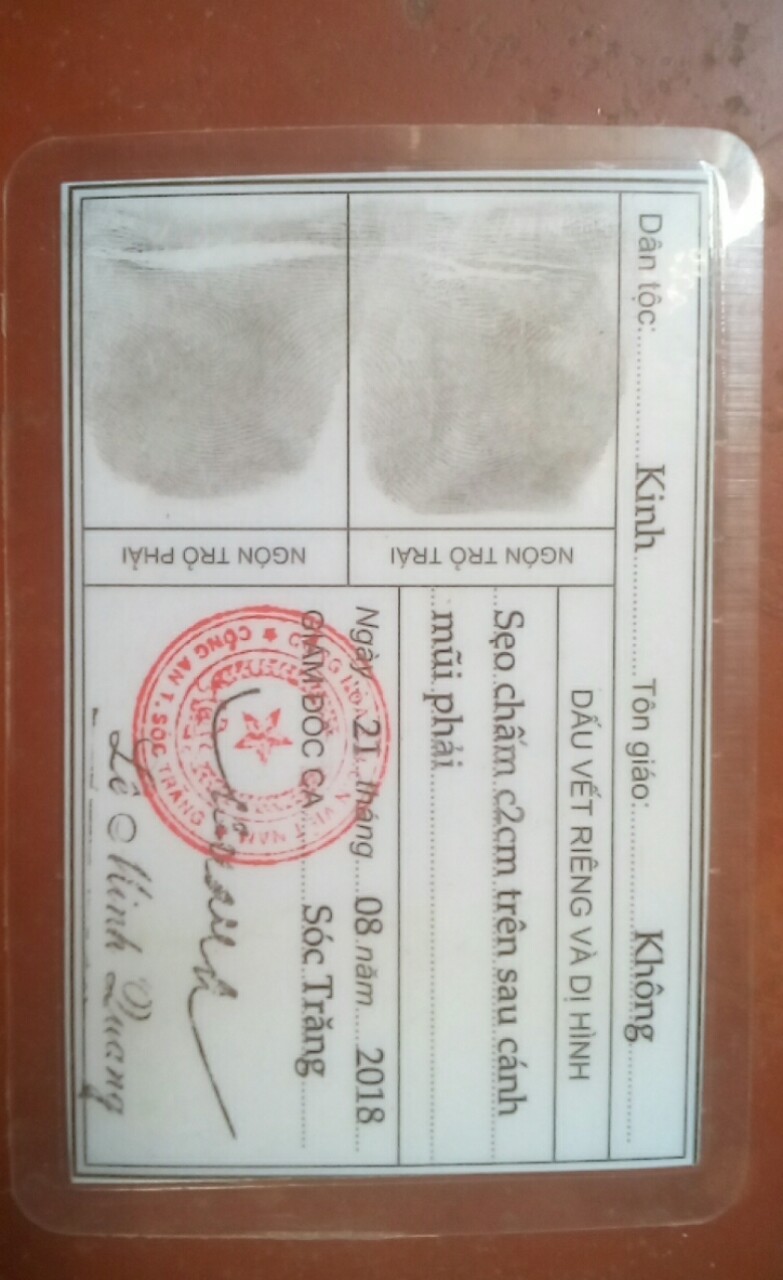 Dân tộc: Kinh Tôn giáo: Không
DẤU VẾT RIÊNG VÀ DỊ HÌNH
Sẹo chấm c2cm trên sau cánh
mũi phải
NGÓN TRỎ TRÁI
NGÓN TRỎ PHẢI
Ngày 21 tháng 08 năm 2018
GIÁM ĐỐC CA Sóc Trăng
CÔNG AN T. SÓC TRĂNG
Lê Minh Quang